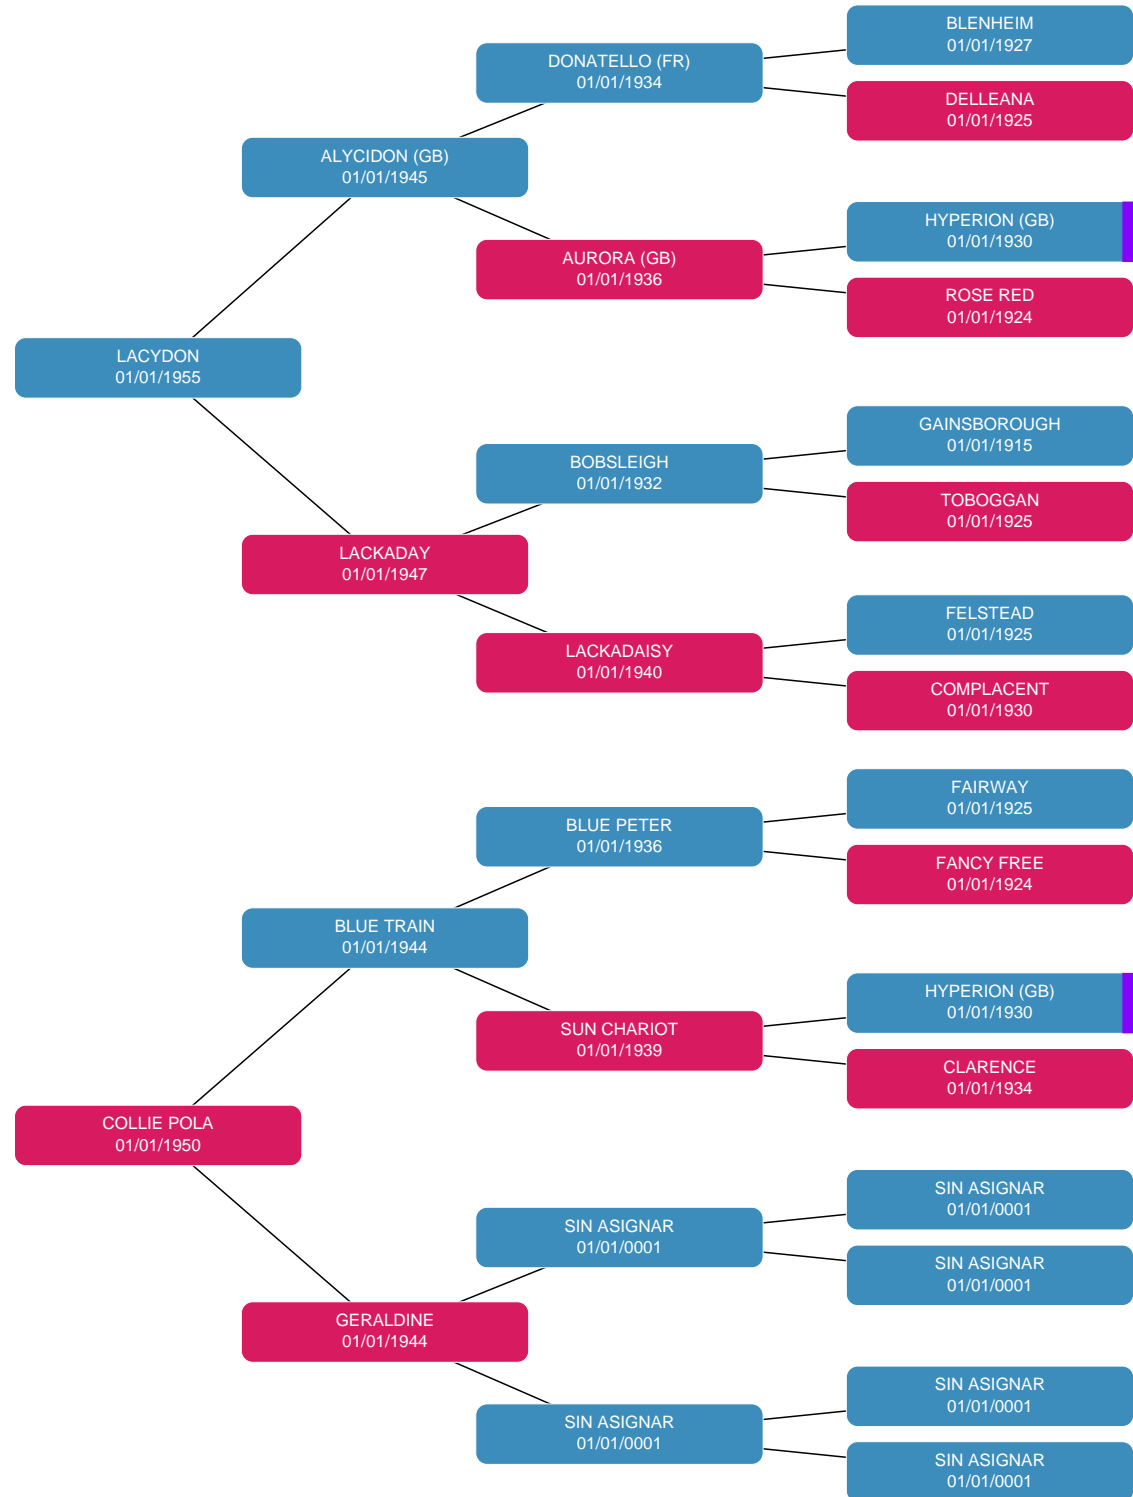 BLENHEIM
01/01/1927
DONATELLO (FR)
01/01/1934
DELLEANA
01/01/1925
ALYCIDON (GB)
01/01/1945
HYPERION (GB)
01/01/1930
AURORA (GB)
01/01/1936
ROSE RED
01/01/1924
LACYDON
01/01/1955
GAINSBOROUGH
01/01/1915
BOBSLEIGH
01/01/1932
TOBOGGAN
01/01/1925
LACKADAY
01/01/1947
FELSTEAD
01/01/1925
LACKADAISY
01/01/1940
COMPLACENT
01/01/1930
FAIRWAY
01/01/1925
BLUE PETER
01/01/1936
FANCY FREE
01/01/1924
BLUE TRAIN
01/01/1944
HYPERION (GB)
01/01/1930
SUN CHARIOT
01/01/1939
CLARENCE
01/01/1934
COLLIE POLA
01/01/1950
SIN ASIGNAR
01/01/0001
SIN ASIGNAR
01/01/0001
SIN ASIGNAR
01/01/0001
GERALDINE
01/01/1944
SIN ASIGNAR
01/01/0001
SIN ASIGNAR
01/01/0001
SIN ASIGNAR
01/01/0001